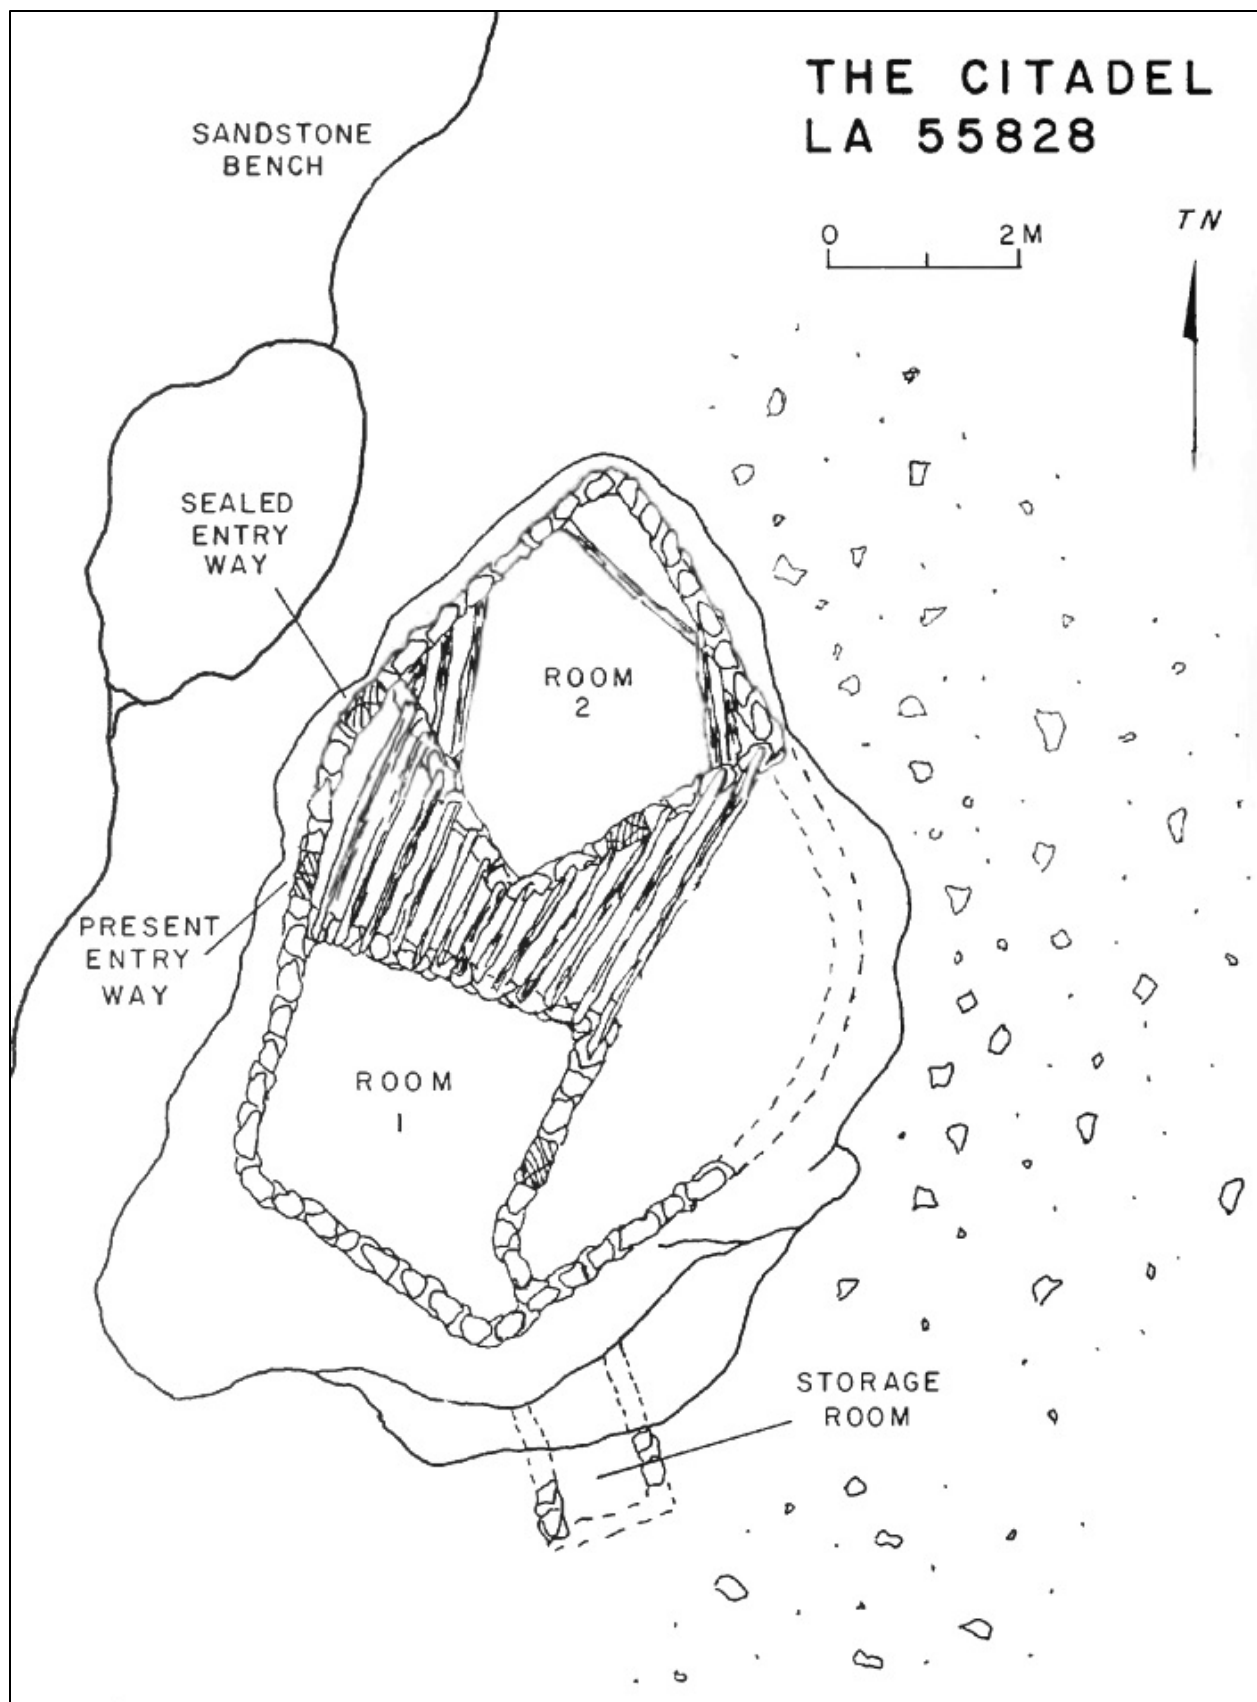 THE CITADEL
LA 55828
SANDSTONE
BENCH
0 2 M
TN
SEALED
ENTRY
WAY
ROOM
2
PRESENT
ENTRY
WAY
ROOM
1
STORAGE
ROOM